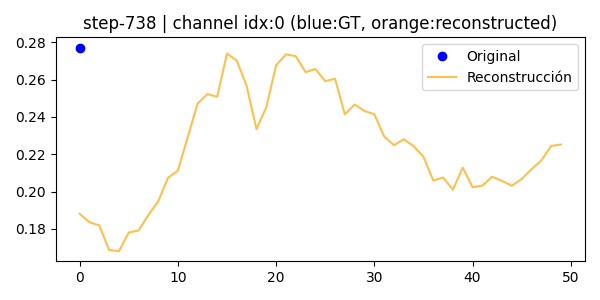 step-738 | channel idx:0 (blue:GT, orange:reconstructed)
0.28
0.26
0.24
0.22
0.20
0.18
Original
Reconstrucción
0 10 20 30 40 50